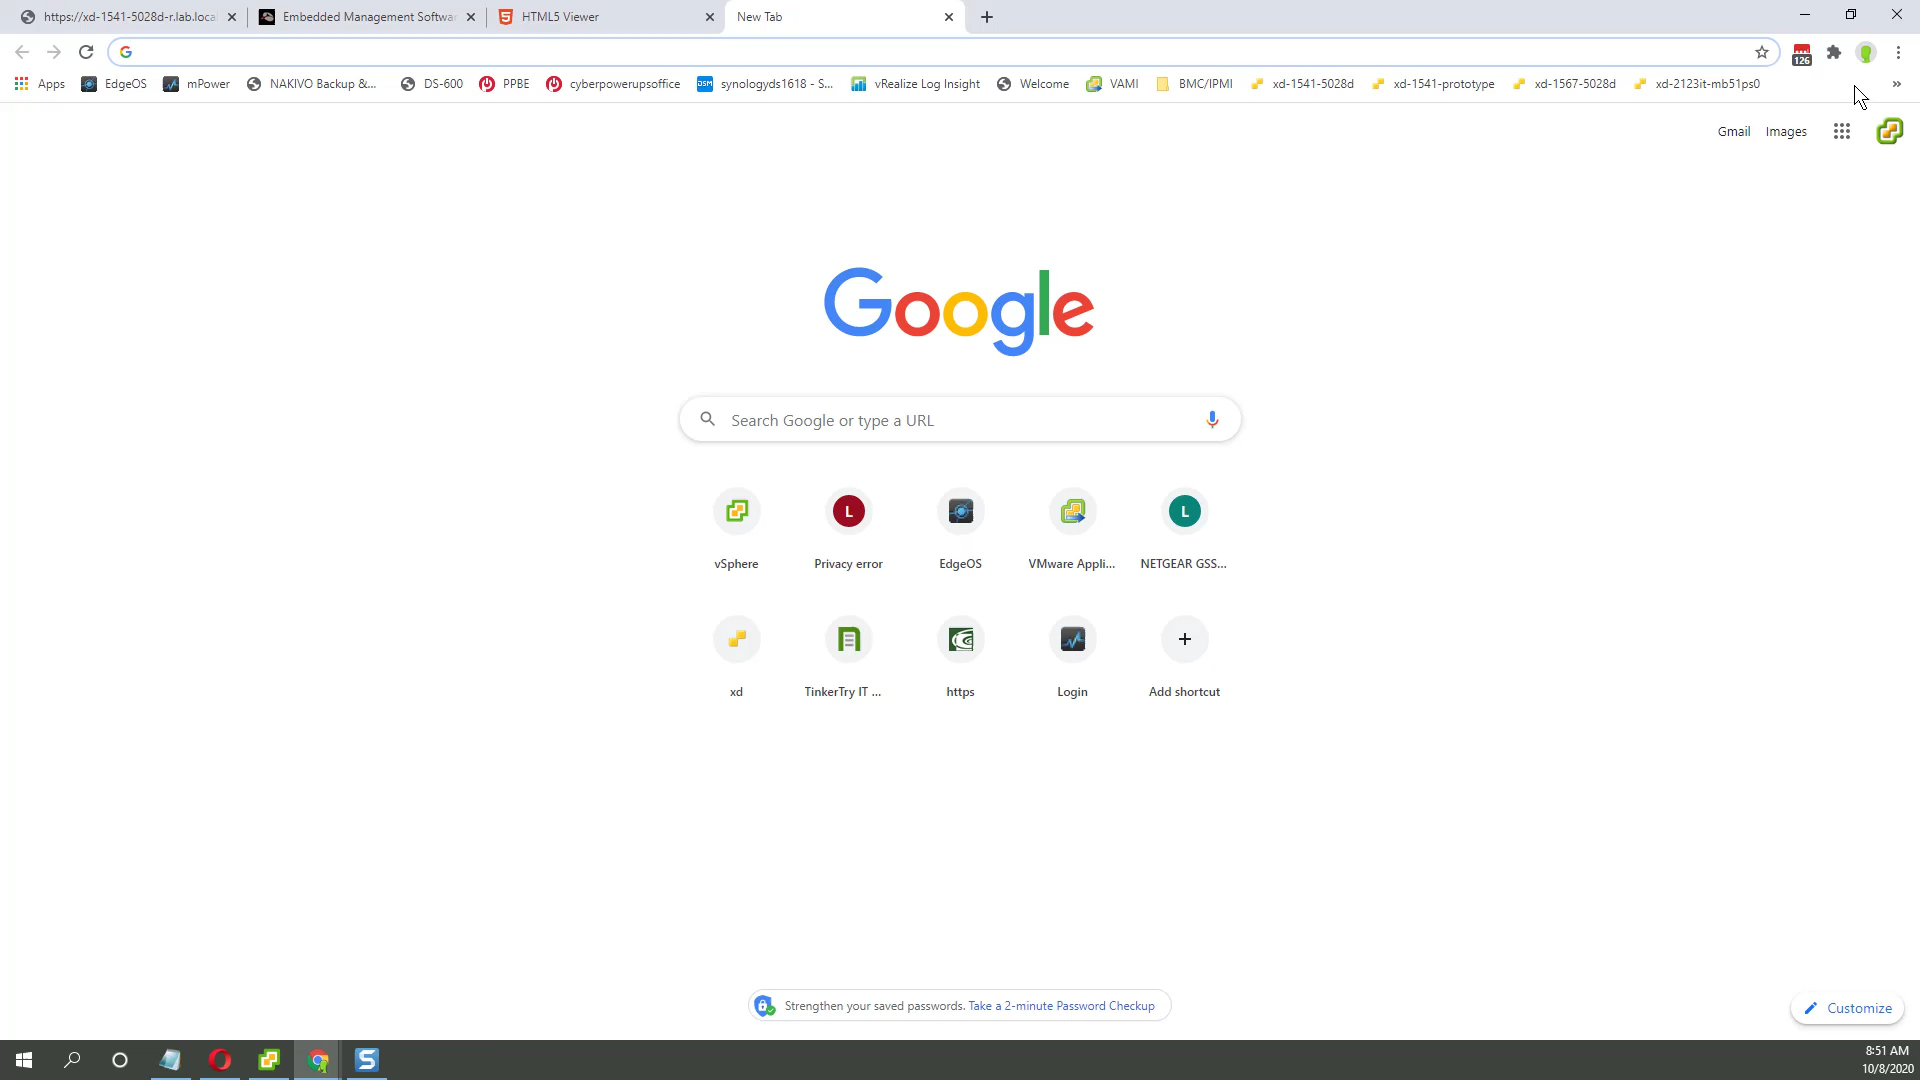 https://xd-1541-5028d-r.lab.loca
Embedded Management Softwar
HTML5 Viewer
New Tab
126
Apps
EdgeOS
mPower
NAKIVO Backup &...
DS-600
PPBE
cyberpowerupsoffice
DSM
synologyds1618 - S...
vRealize Log Insight
Welcome
VAMI
BMC/IPMI
xd-1541-5028d
xd-1541-prototype
xd-1567-5028d
xd-2123it-mb51ps0
»
Gmail
Images
Google
Search Google or type a URL
L
L
vSphere
Privacy error
EdgeOS
VMware Appli...
NETGEAR GSS...
xd
TinkerTry IT ...
https
Login
Add shortcut
Strengthen your saved passwords. Take a 2-minute Password Checkup
Customize
8:51 AM
10/8/2020